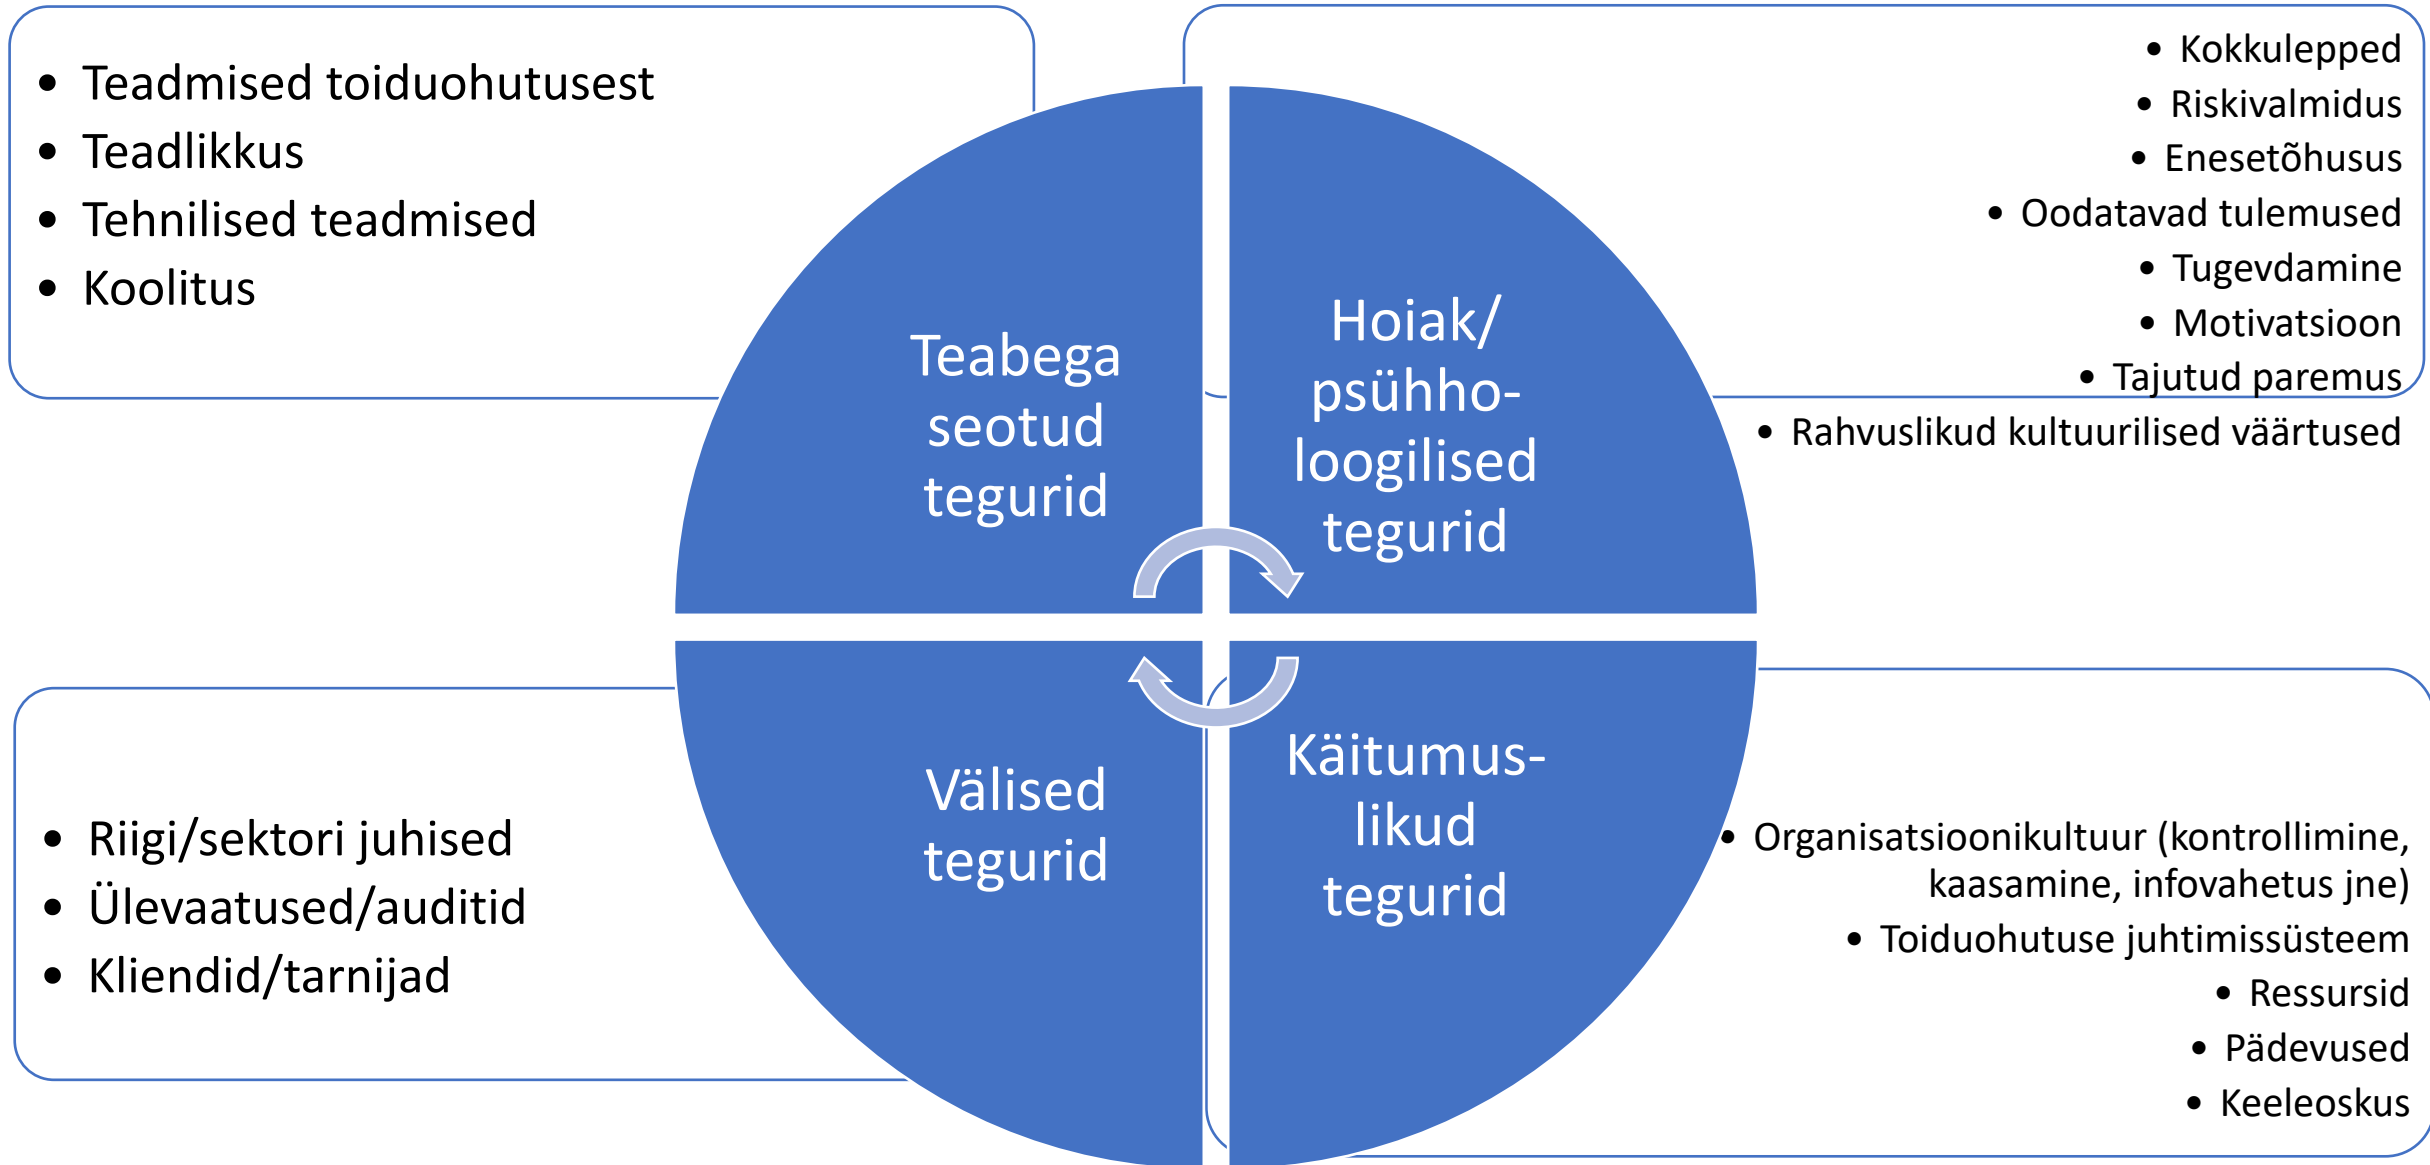 • Teadmised toiduohutusest
• Teadlikkus
• Tehnilised teadmised
• Koolitus
Teabega
seotud
tegurid
Hoiak/
psühho-
loogilised
tegurid
• Kokkulepped
• Riskivalmidus
• Enesetõhusus
• Oodatavad tulemused
• Tugevdamine
• Motivatsioon
• Tajutud paremus
• Rahvuslikud kultuurilised väärtused
• Riigi/sektori juhised
• Ülevaatused/auditid
• Kliendid/tarnijad
Välised
tegurid
Käitumus-
likud
tegurid
• Organisatsioonikultuur (kontrollimine,
kaasamine, infovahetus jne)
• Toiduohutuse juhtimissüsteem
• Ressursid
• Pädevused
• Keeleoskus